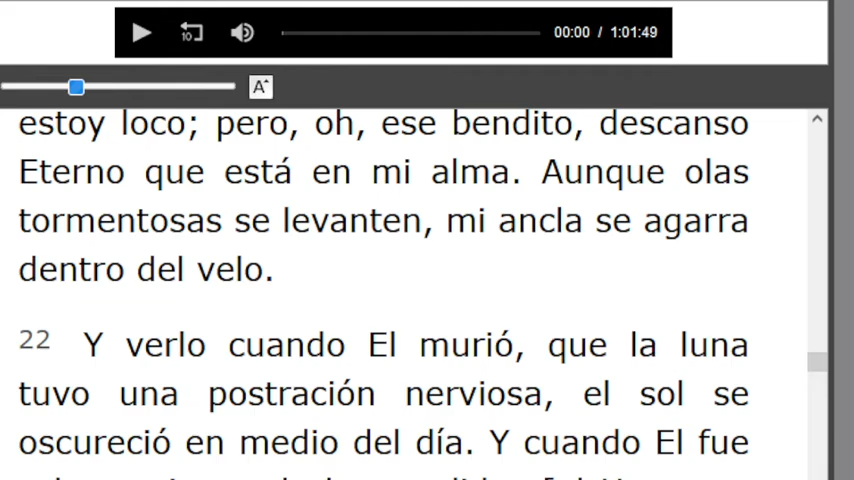 00:00 / 1:01:49
10
A
estoy loco; pero, oh, ese bendito, descanso
Eterno que está en mi alma. Aunque olas
tormentosas se levanten, mi ancla se agarra
dentro del velo.
22 Y verlo cuando El murió, que la luna
tuvo una postración nerviosa, el sol se
oscureció en medio del día. Y cuando El fue